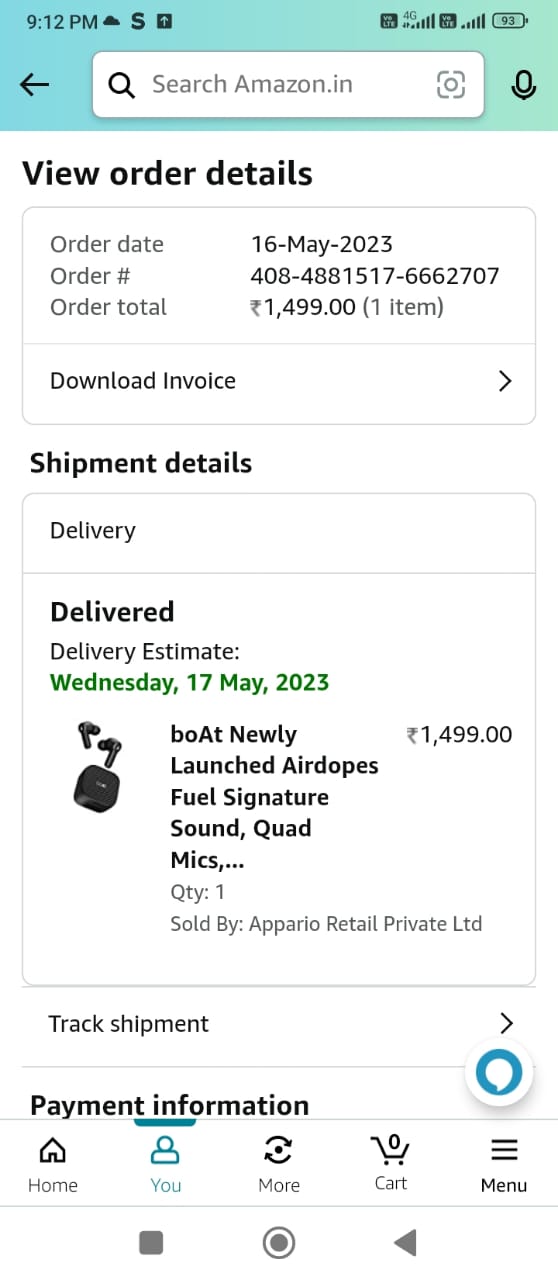 9:12 PM S
4G 93
Search Amazon.in
View order details
Order date 16-May-2023
Order # 408-4881517-6662707
Order total ₹1,499.00 (1 item)
Download Invoice
Shipment details
Delivery
Delivered
Delivery Estimate:
Wednesday, 17 May, 2023
boAt Newly ₹1,499.00
Launched Airdopes
Fuel Signature
Sound, Quad
Mics,...
Qty: 1
Sold By: Appario Retail Private Ltd
Track shipment
Payment information
0
Home You More Cart Menu